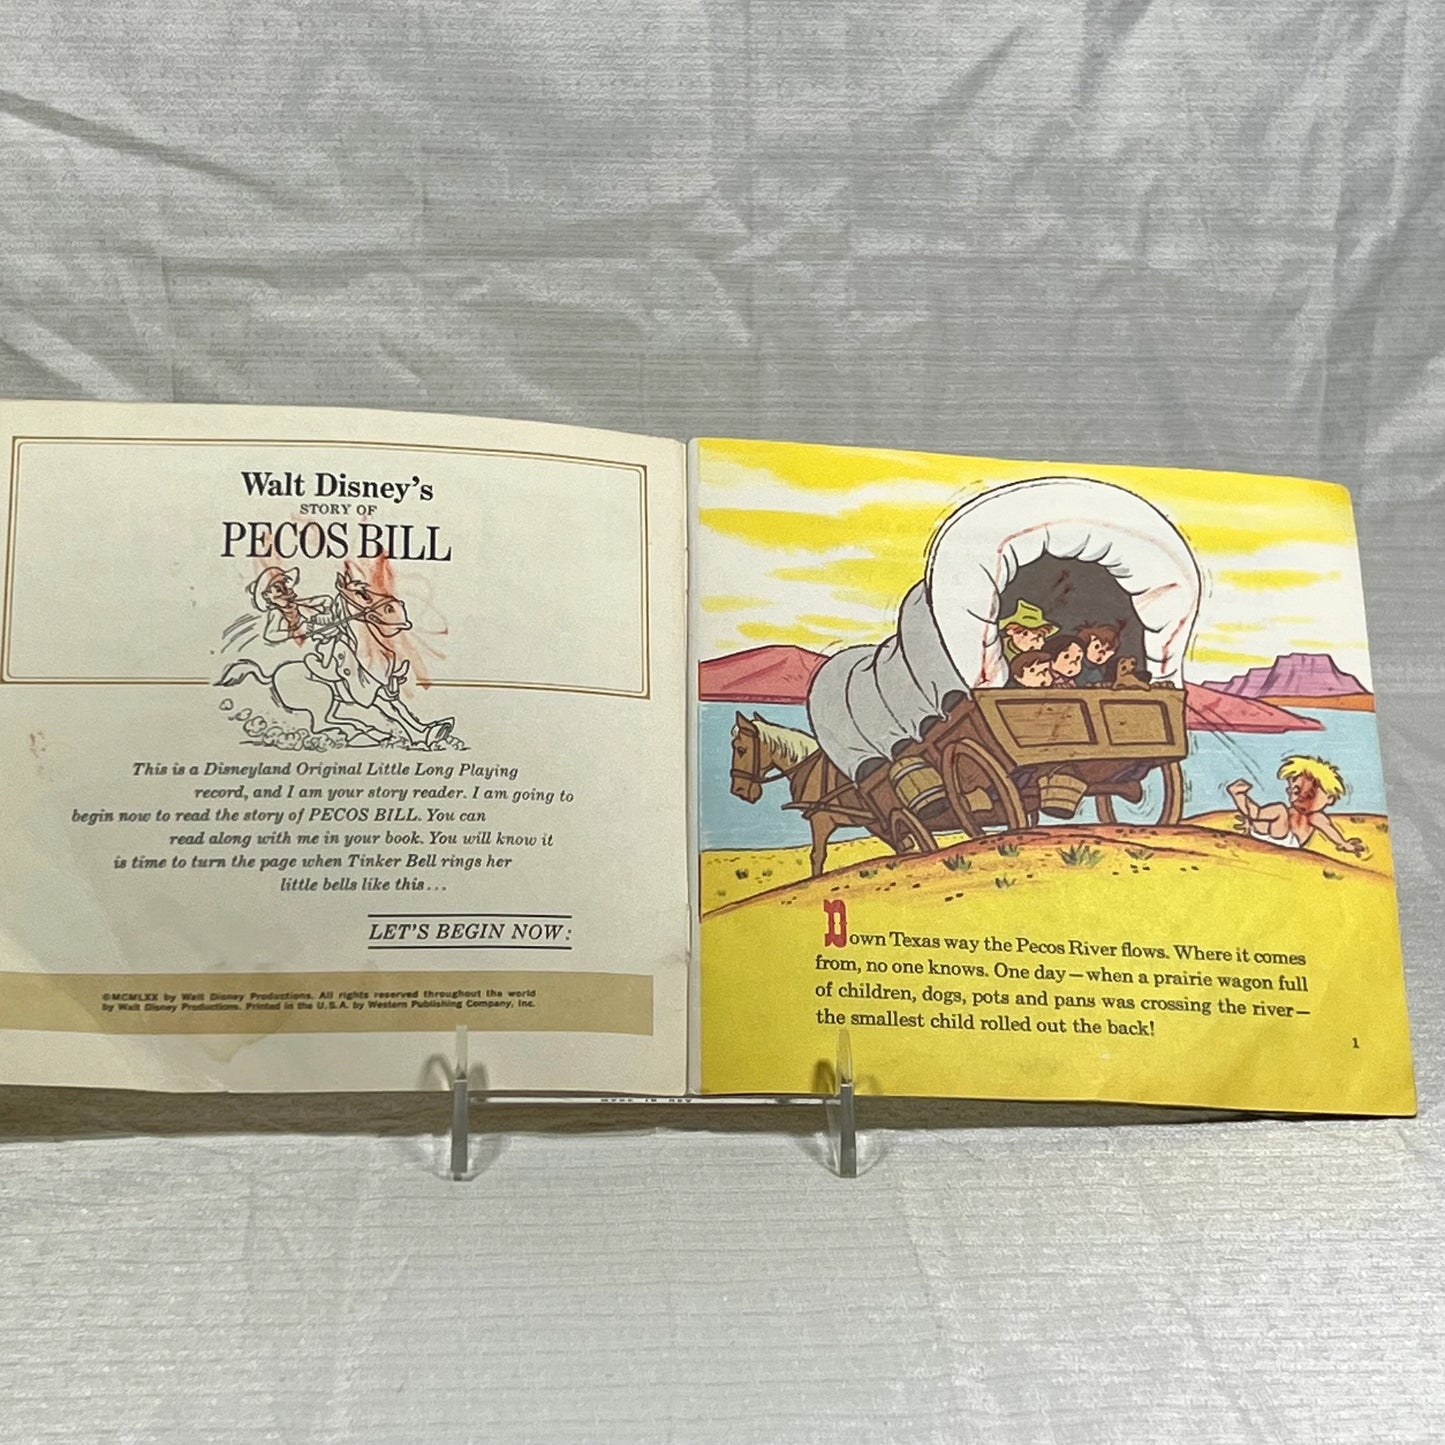 Walt Disney's
STORY OF
PECOS BILL
This is a Disneyland Original Little Long Playing
record, and I am your story reader. I am going to
begin now to read the story of PECOS BILL. You can
read along with me in your book. You will know it
is time to turn the page when Tinker Bell rings her
little bells like this...
LET'S BEGIN NOW:
©MCMLXX by Walt Disney Productions. All rights reserved throughout the world
by Walt Disney Productions. Printed in the U.S.A. by Western Publishing Company, Inc.
Down Texas way the Pecos River flows. Where it comes
from, no one knows. One day—when a prairie wagon full
of children, dogs, pots and pans was crossing the river—
the smallest child rolled out the back!
1